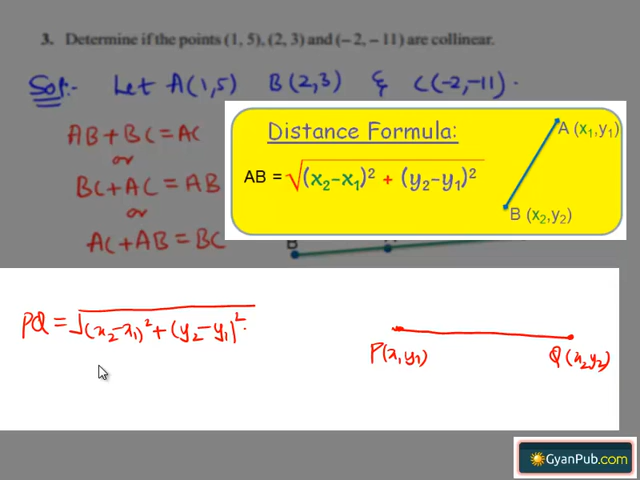 3. Determine if the points (1, 5), (2, 3) and (– 2, – 11) are collinear.
Sol:- Let A(1,5) B(2,3) & C(-2,-11).
AB+BC=AC
or
BC+AC=AB
or
AC+AB=BC
Distance Formula:
AB = √(x₂–x₁)² + (y₂–y₁)²
A (x₁,y₁)
B (x₂,y₂)
B
PQ = √(x₂-x₁)²+(y₂-y₁)².
P(x₁,y₁)
Q(x₂,y₂)
GyanPub.com